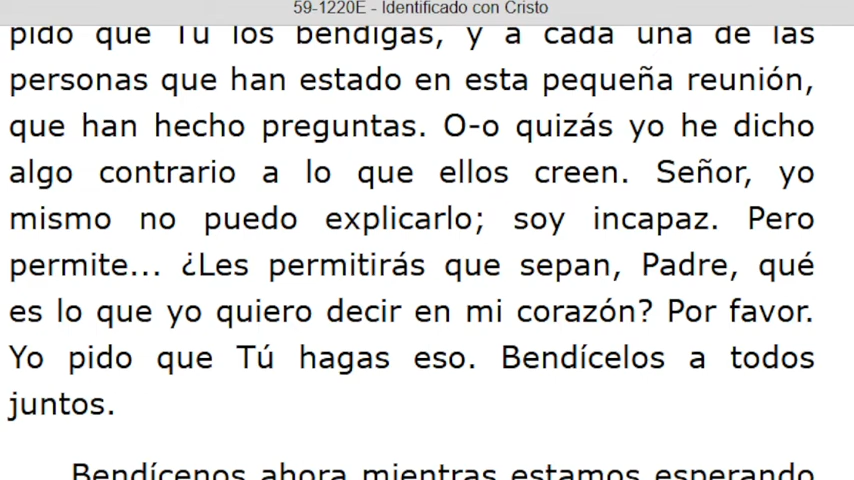 59-1220E - Identificado con Cristo
pido que Tú los bendigas, y a cada una de las
personas que han estado en esta pequeña reunión,
que han hecho preguntas. O-o quizás yo he dicho
algo contrario a lo que ellos creen. Señor, yo
mismo no puedo explicarlo; soy incapaz. Pero
permite... ¿Les permitirás que sepan, Padre, qué
es lo que yo quiero decir en mi corazón? Por favor.
Yo pido que Tú hagas eso. Bendícelos a todos
juntos.
Bendícenos ahora mientras estamos esperando